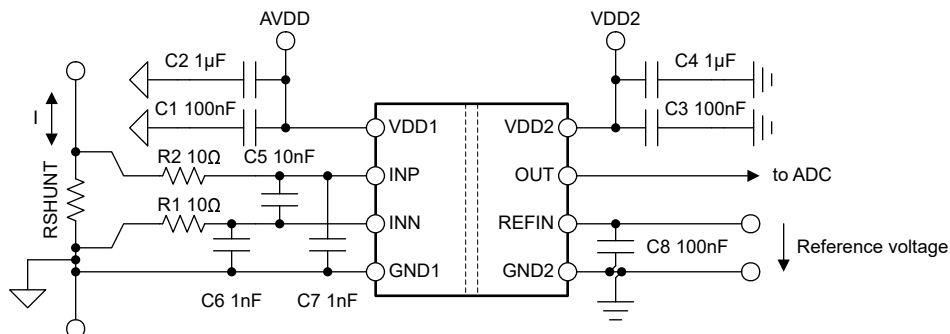 AVDD
VDD2
C2 1µF
C4 1µF
C1 100nF
C3 100nF
I
VDD1
VDD2
R2 10Ω
C5 10nF
INP
OUT
to ADC
RSHUNT
R1 10Ω
INN
REFIN
C8 100nF
Reference voltage
GND1
GND2
C6 1nF
C7 1nF